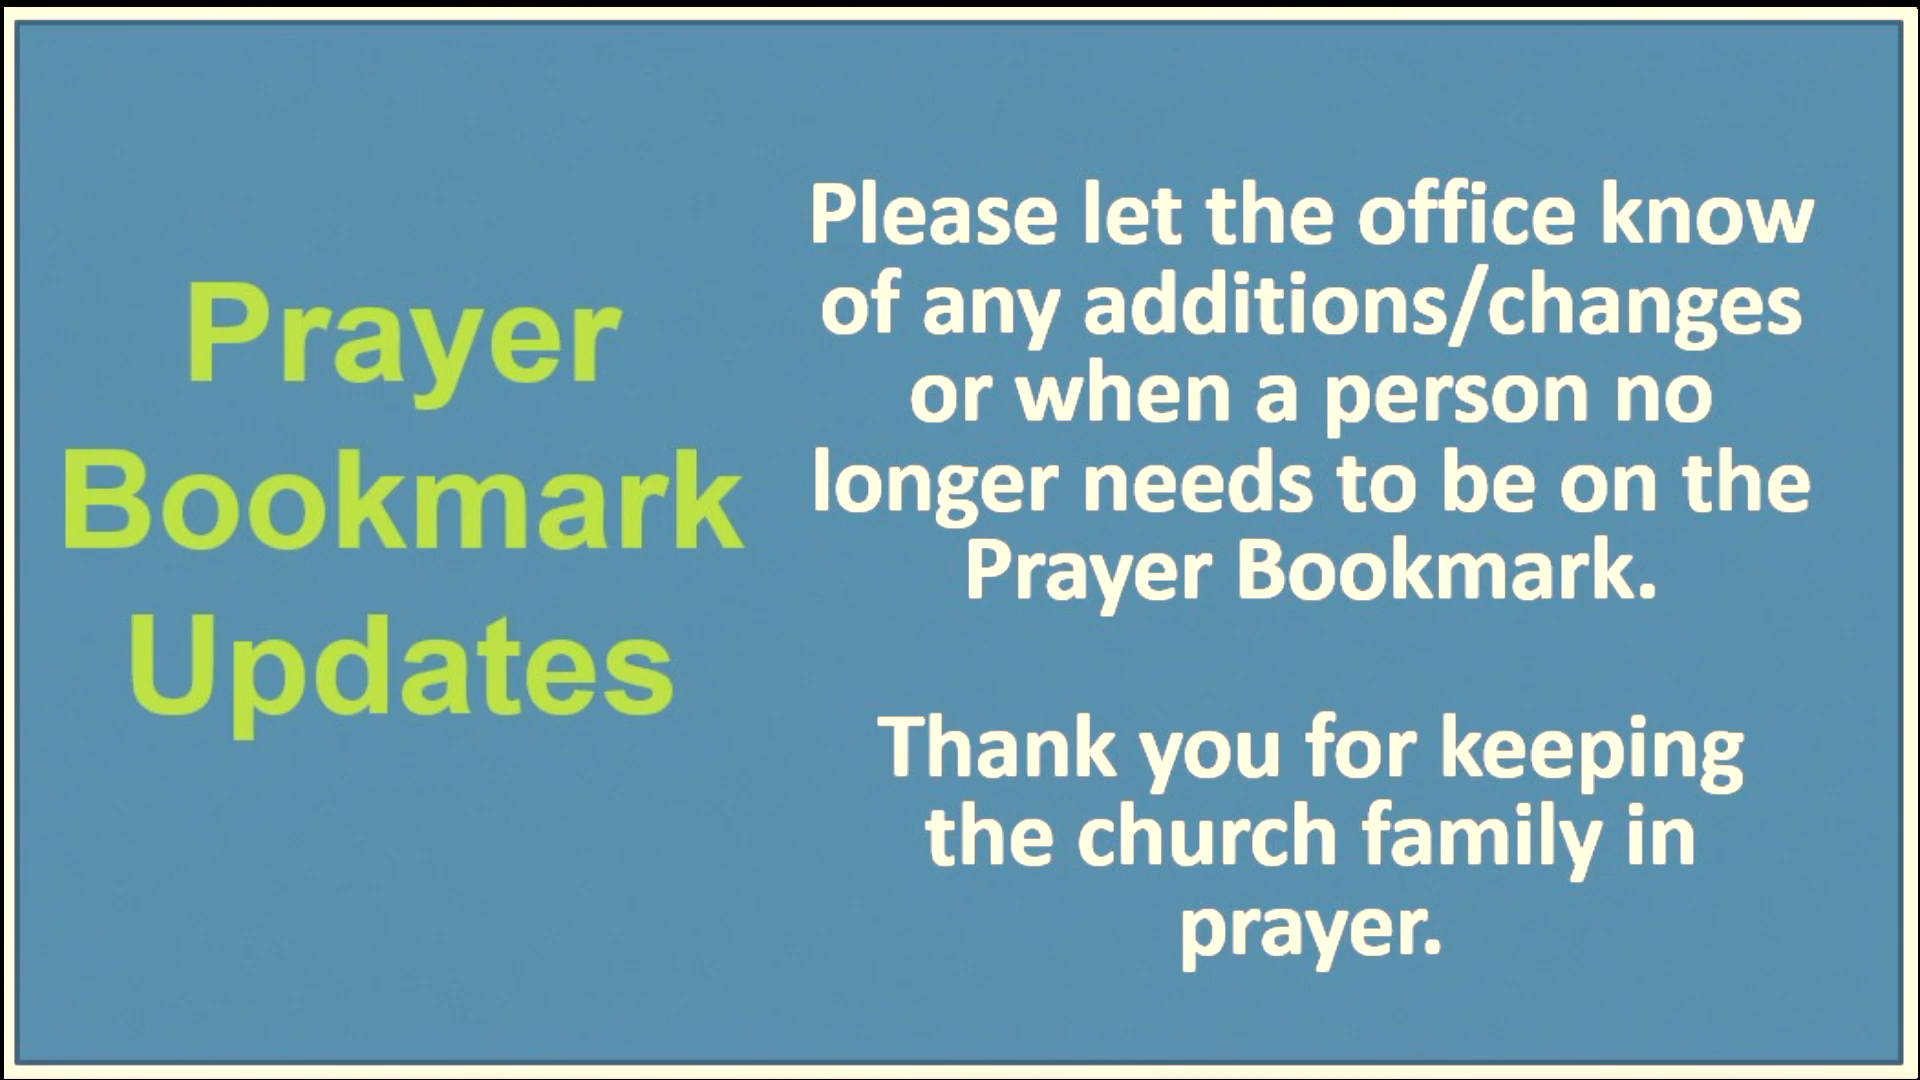 Prayer
Bookmark
Updates
Please let the office know
of any additions/changes
or when a person no
longer needs to be on the
Prayer Bookmark.
Thank you for keeping
the church family in
prayer.